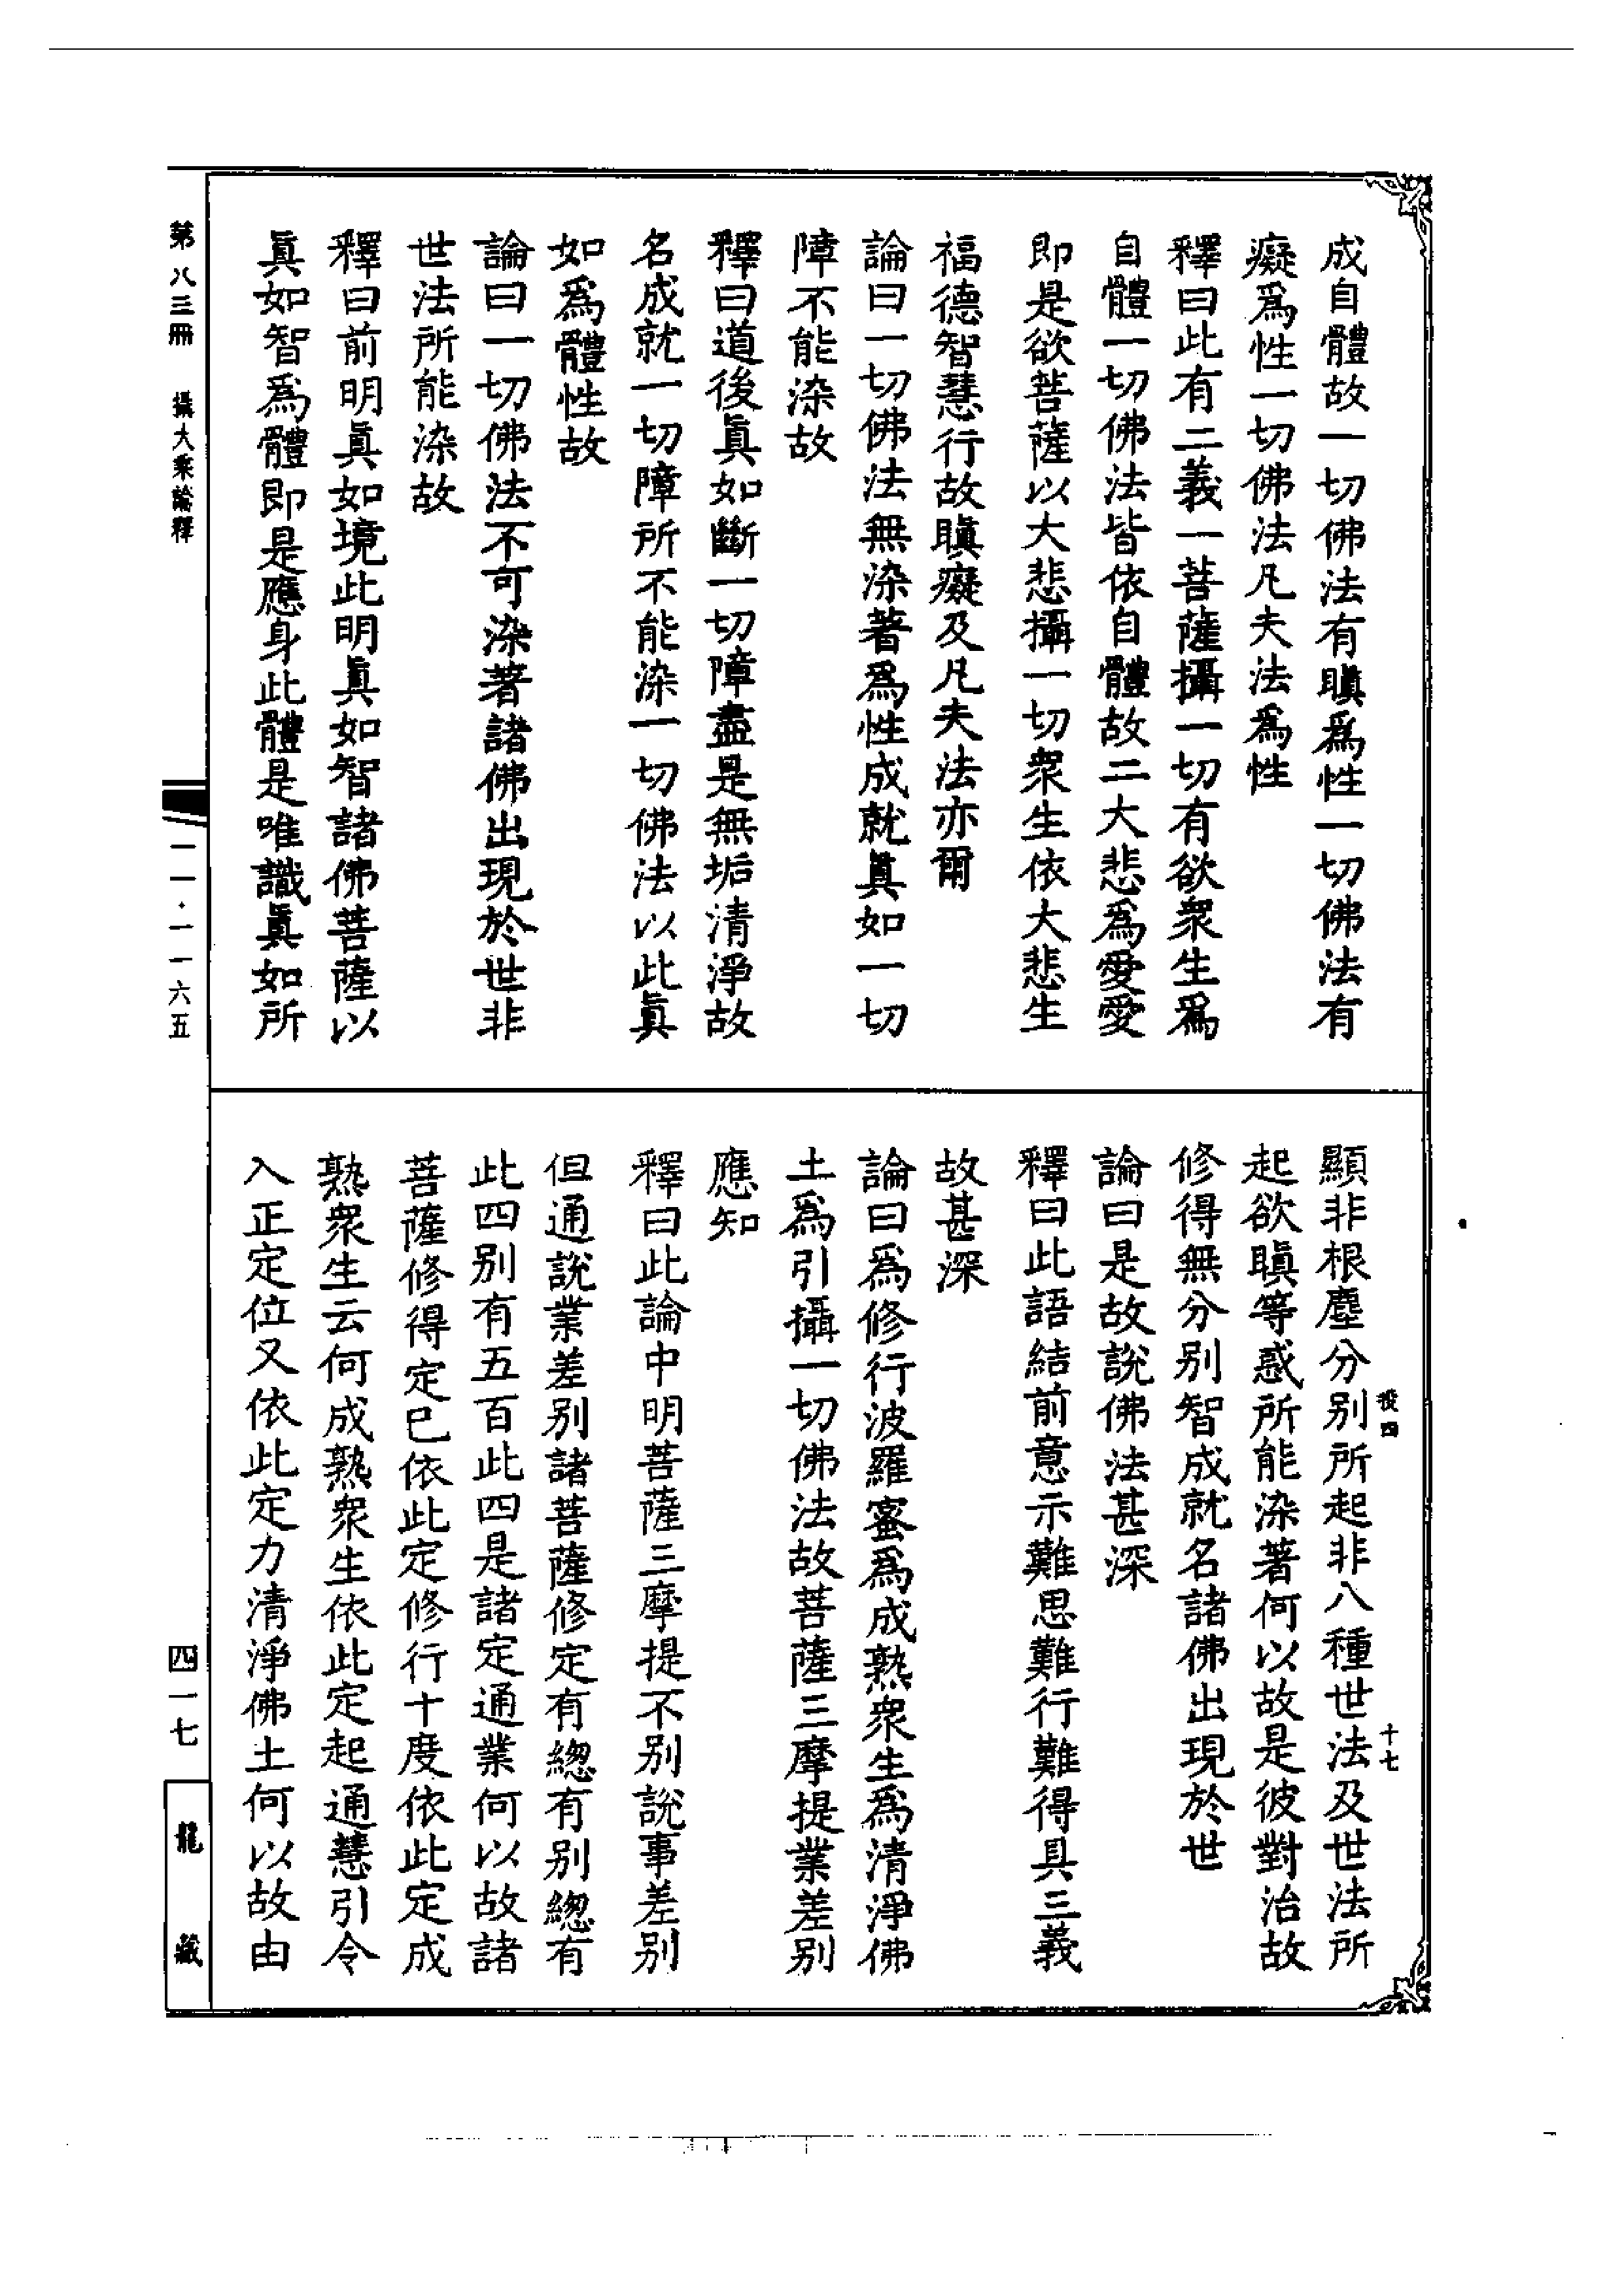 成自體故一切佛法有瞋爲性一切佛法有
癡爲性一切佛法凡夫法爲性
釋曰此有二義一菩薩攝一切有欲衆生爲
自體一切佛法皆依自體故二大悲爲愛愛
即是欲菩薩以大悲攝一切衆生依大悲生
福德智慧行故瞋癡及凡夫法亦爾
論曰一切佛法無染著爲性成就眞如一切
障不能染故
釋曰道後眞如斷一切障盡是無垢清淨故
名成就一切障所不能染一切佛法以此眞
如爲體性故
論曰一切佛法不可染著諸佛出現於世非
世法所能染故
釋曰前明眞如境此明眞如智諸佛菩薩以
眞如智爲體即是應身此體是唯識眞如所
顯非根塵分別所起非八種世法及世法所
起欲瞋等惑所能染著何以故是彼對治故
修得無分別智成就名諸佛出現於世
論曰是故說佛法甚深
釋曰此語結前意示難思難行難得具三義
故甚深
論曰爲修行波羅蜜爲成熟衆生爲清淨佛
土爲引攝一切佛法故菩薩三摩提業差別
應知
釋曰此論中明菩薩三摩提不別說事差別
但通說業差別諸菩薩修定有總有別總有
此四別有五百此四是諸定通業何以故諸
菩薩修得定已依此定修行十度依此定成
熟衆生云何成熟衆生依此定起通慧引令
入正定位又依此定力清淨佛土何以故由
十七
第八三冊 攝大乘論釋
一一·一一六五
四一七
龍藏